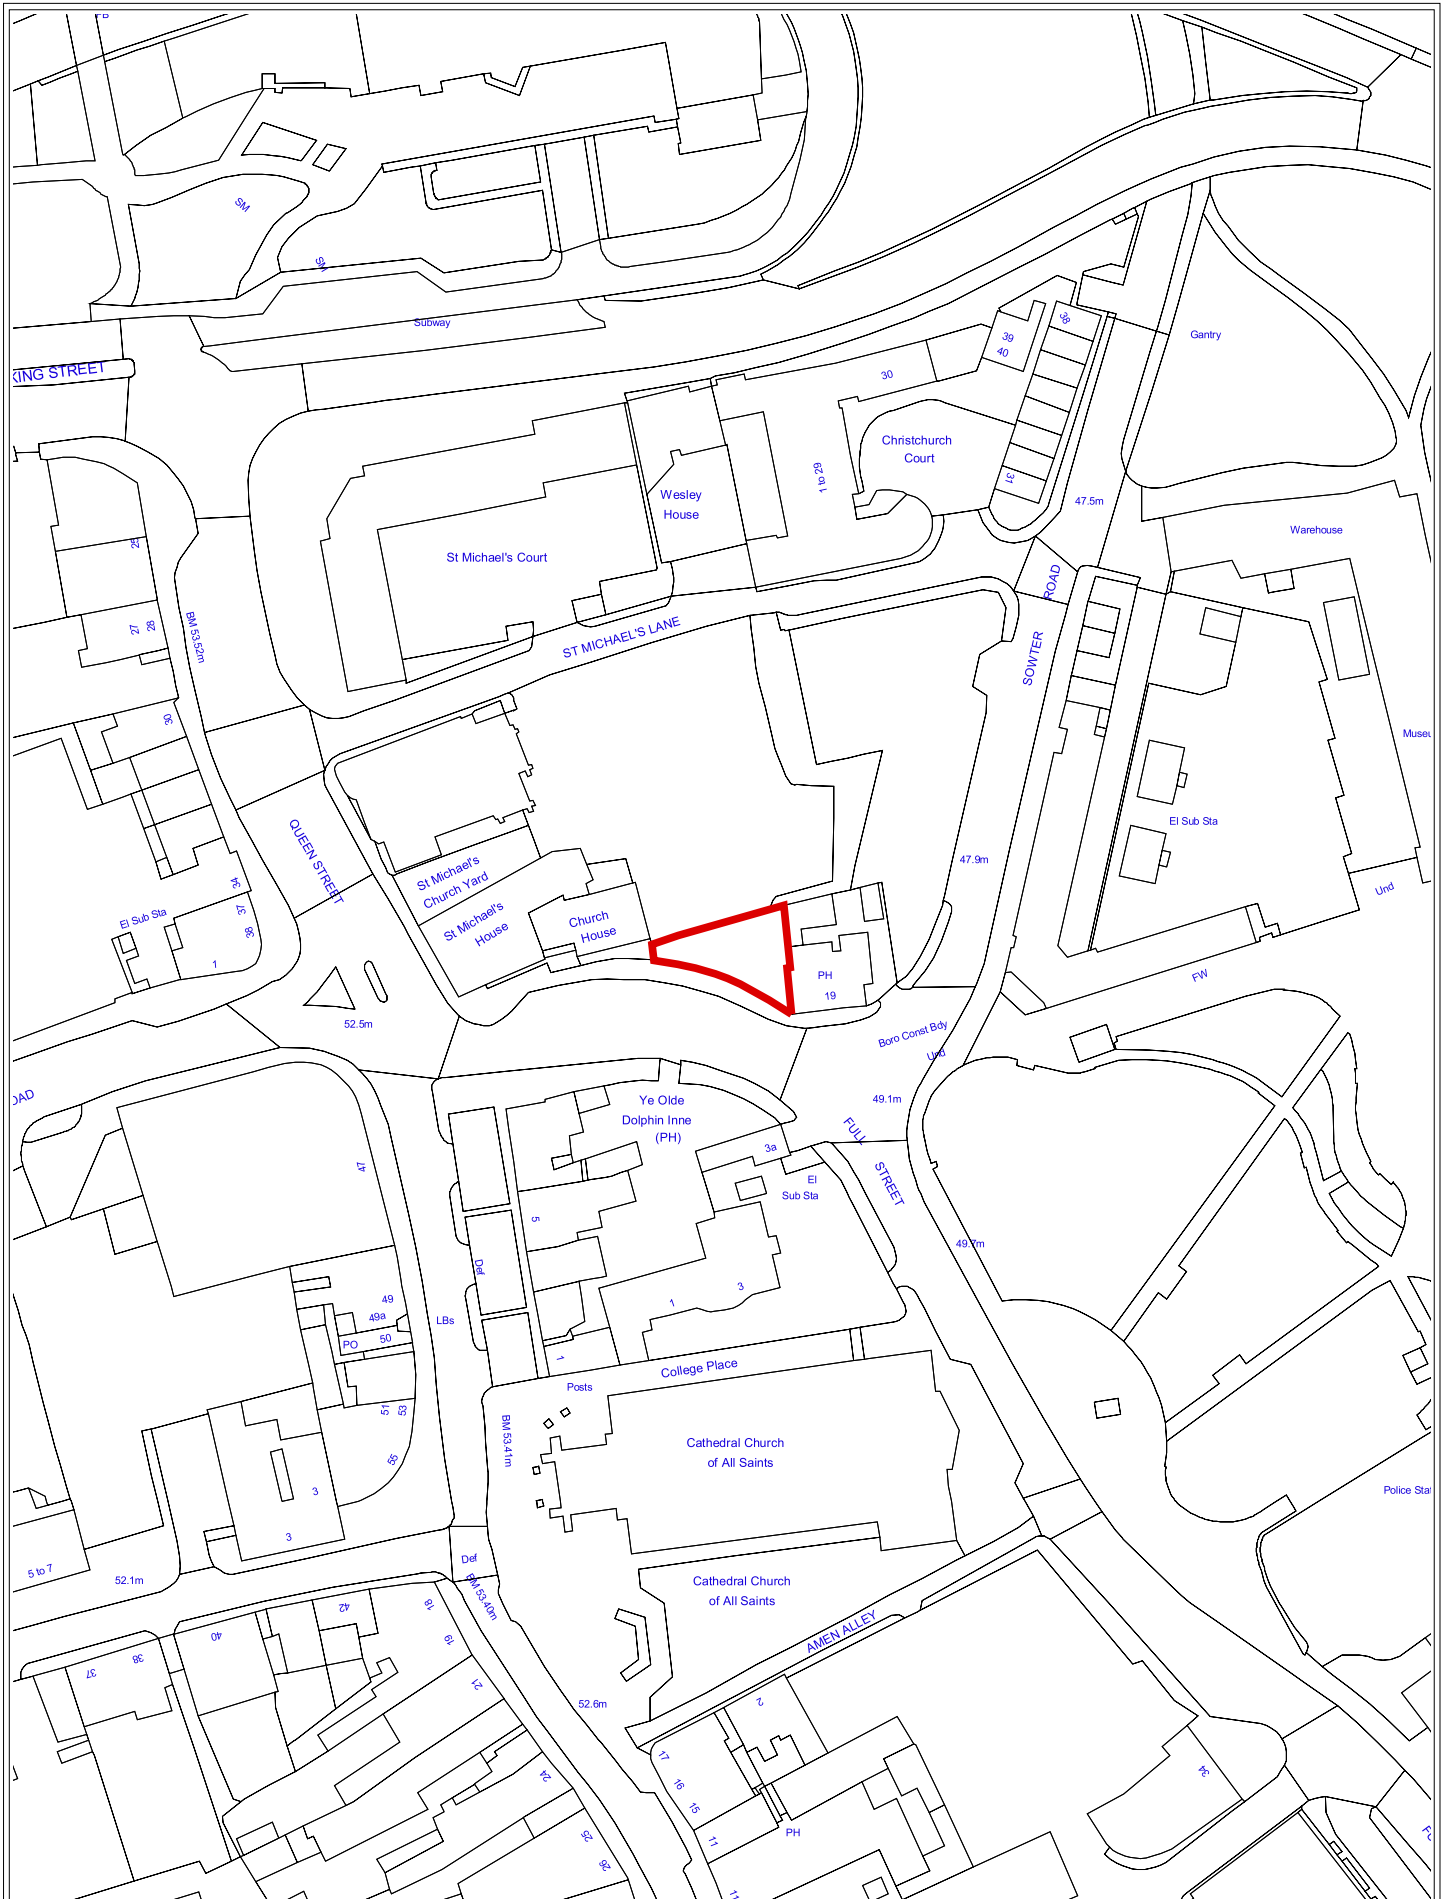 FB
SM
SM
Subway
KING STREET
Gantry
38
39
40
30
Christchurch
Court
1 to 29
31
47.5m
Wesley
House
St Michael's Court
Warehouse
25
27
28
BM 53.52m
ST MICHAEL'S LANE
SOWTER
ROAD
30
El Sub Sta
QUEEN STREET
47.9m
34
37
38
1
El Sub Sta
St Michael's
Church Yard
St Michael's
House
Church
House
Und
PH
19
FW
52.5m
Boro Const Bdy
Und
49.1m
Ye Olde
Dolphin Inne
(PH)
3a
FULL
STREET
El
Sub Sta
47
5
Def
49.7m
49
49a
50
PO
LBs
3
1
1
College Place
Posts
51
53
55
BM 53.41m
Cathedral Church
of All Saints
3
3
5 to 7
52.1m
Def
BM 53.40m
Cathedral Church
of All Saints
AMEN ALLEY
42
40
38
37
18
19
21
52.6m
2
17
16
15
11
PH
24
25
26
34
11